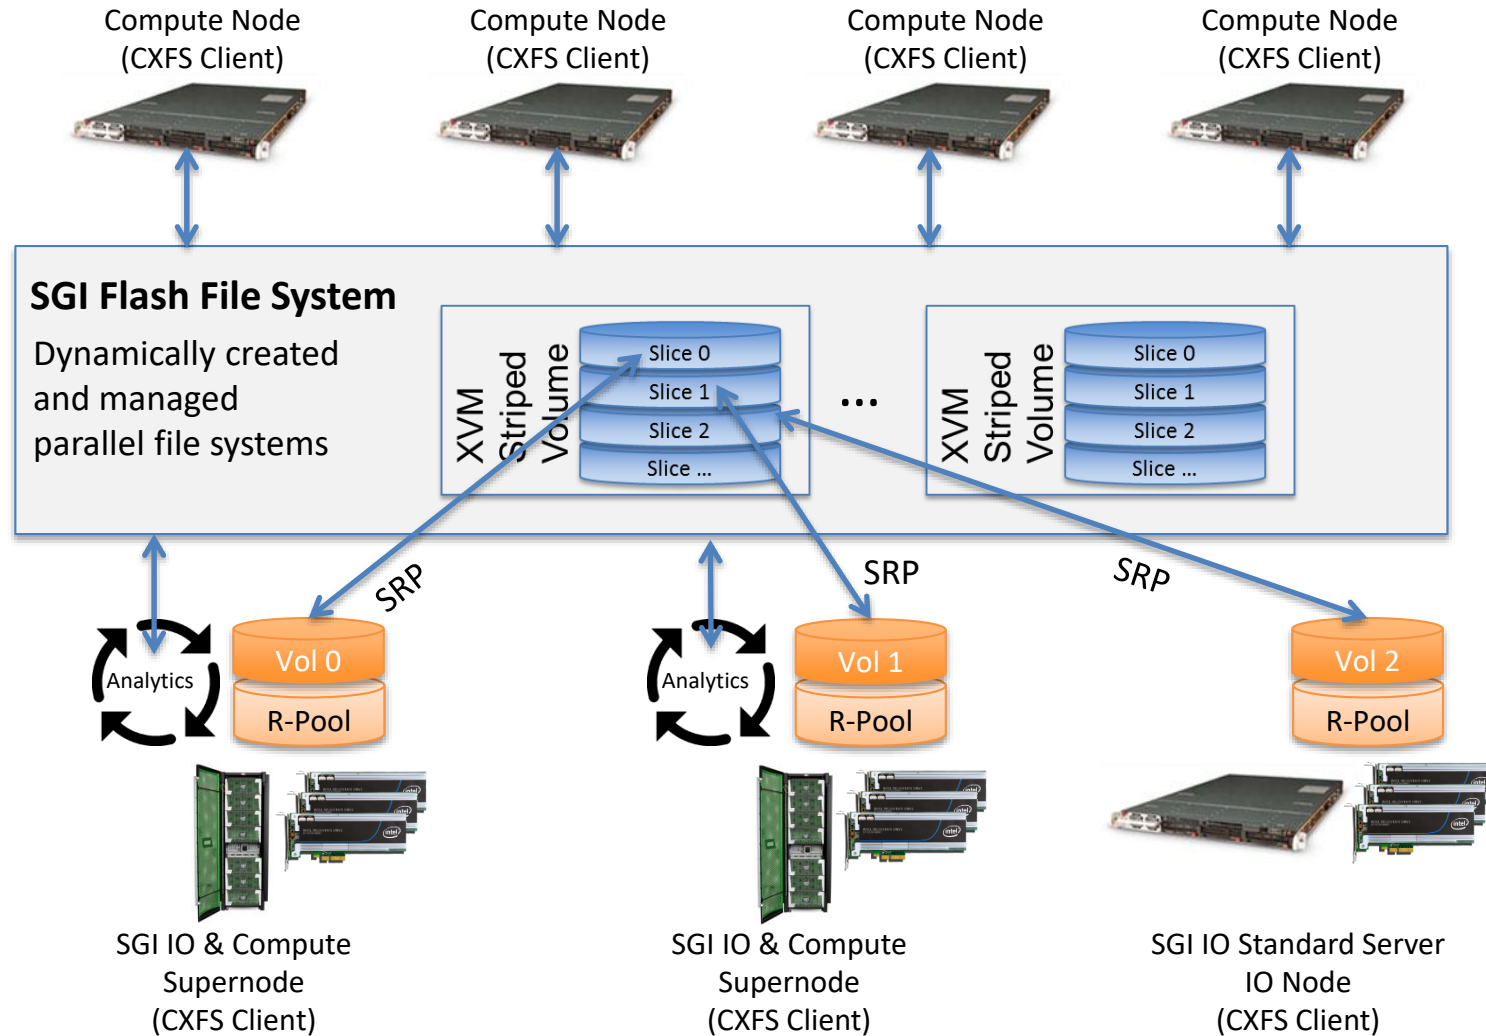 Compute Node
(CXFS Client)
Compute Node
(CXFS Client)
Compute Node
(CXFS Client)
Compute Node
(CXFS Client)
SGI Flash File System
Dynamically created
and managed
parallel file systems
XVM
Striped
Volume
Slice 0
Slice 1
Slice 2
Slice ...
...
XVM
Striped
Volume
Slice 0
Slice 1
Slice 2
Slice ...
SRP
SRP
SRP
Analytics
Vol 0
R-Pool
Analytics
Vol 1
R-Pool
Vol 2
R-Pool
intel
intel
intel
SGI IO & Compute
Supernode
(CXFS Client)
SGI IO & Compute
Supernode
(CXFS Client)
SGI IO Standard Server
IO Node
(CXFS Client)